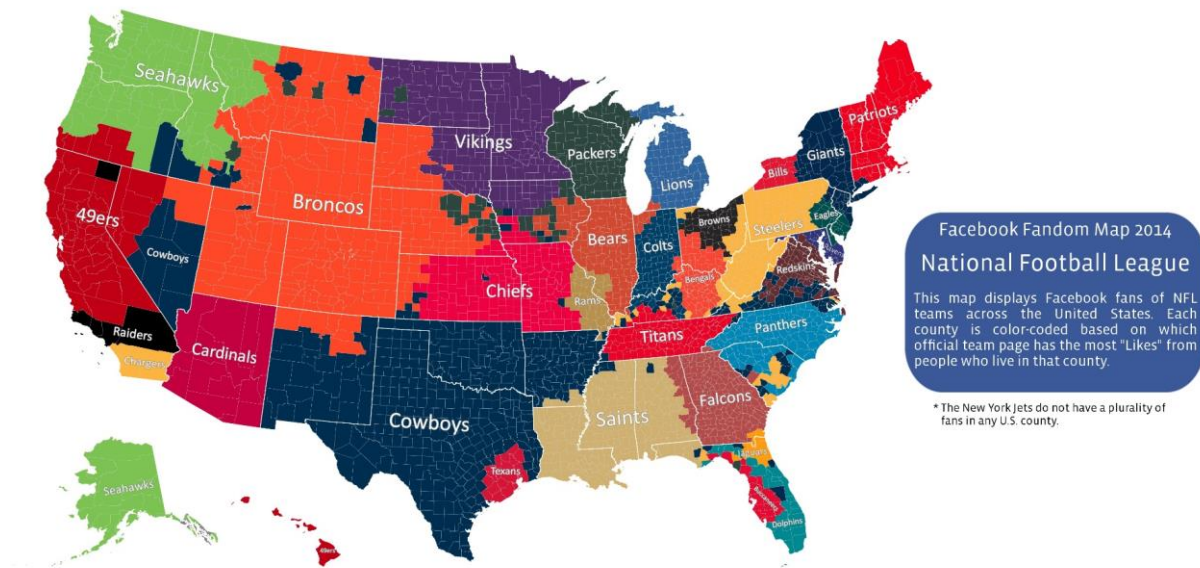 Seahawks
Vikings
Packers
Lions
Patriots
Giants
Bills
49ers
Broncos
Cowboys
Bears
Colts
Browns
Steelers
Eagles
Ravens
Redskins
Bengals
Chiefs
Rams
Raiders
Chargers
Cardinals
Titans
Panthers
Falcons
Cowboys
Saints
Texans
Jaguars
Buccaneers
Dolphins
Seahawks
49ers
Facebook Fandom Map 2014
National Football League
This map displays Facebook fans of NFL
teams across the United States. Each
county is color-coded based on which
official team page has the most "Likes" from
people who live in that county.
* The New York Jets do not have a plurality of
fans in any U.S. county.